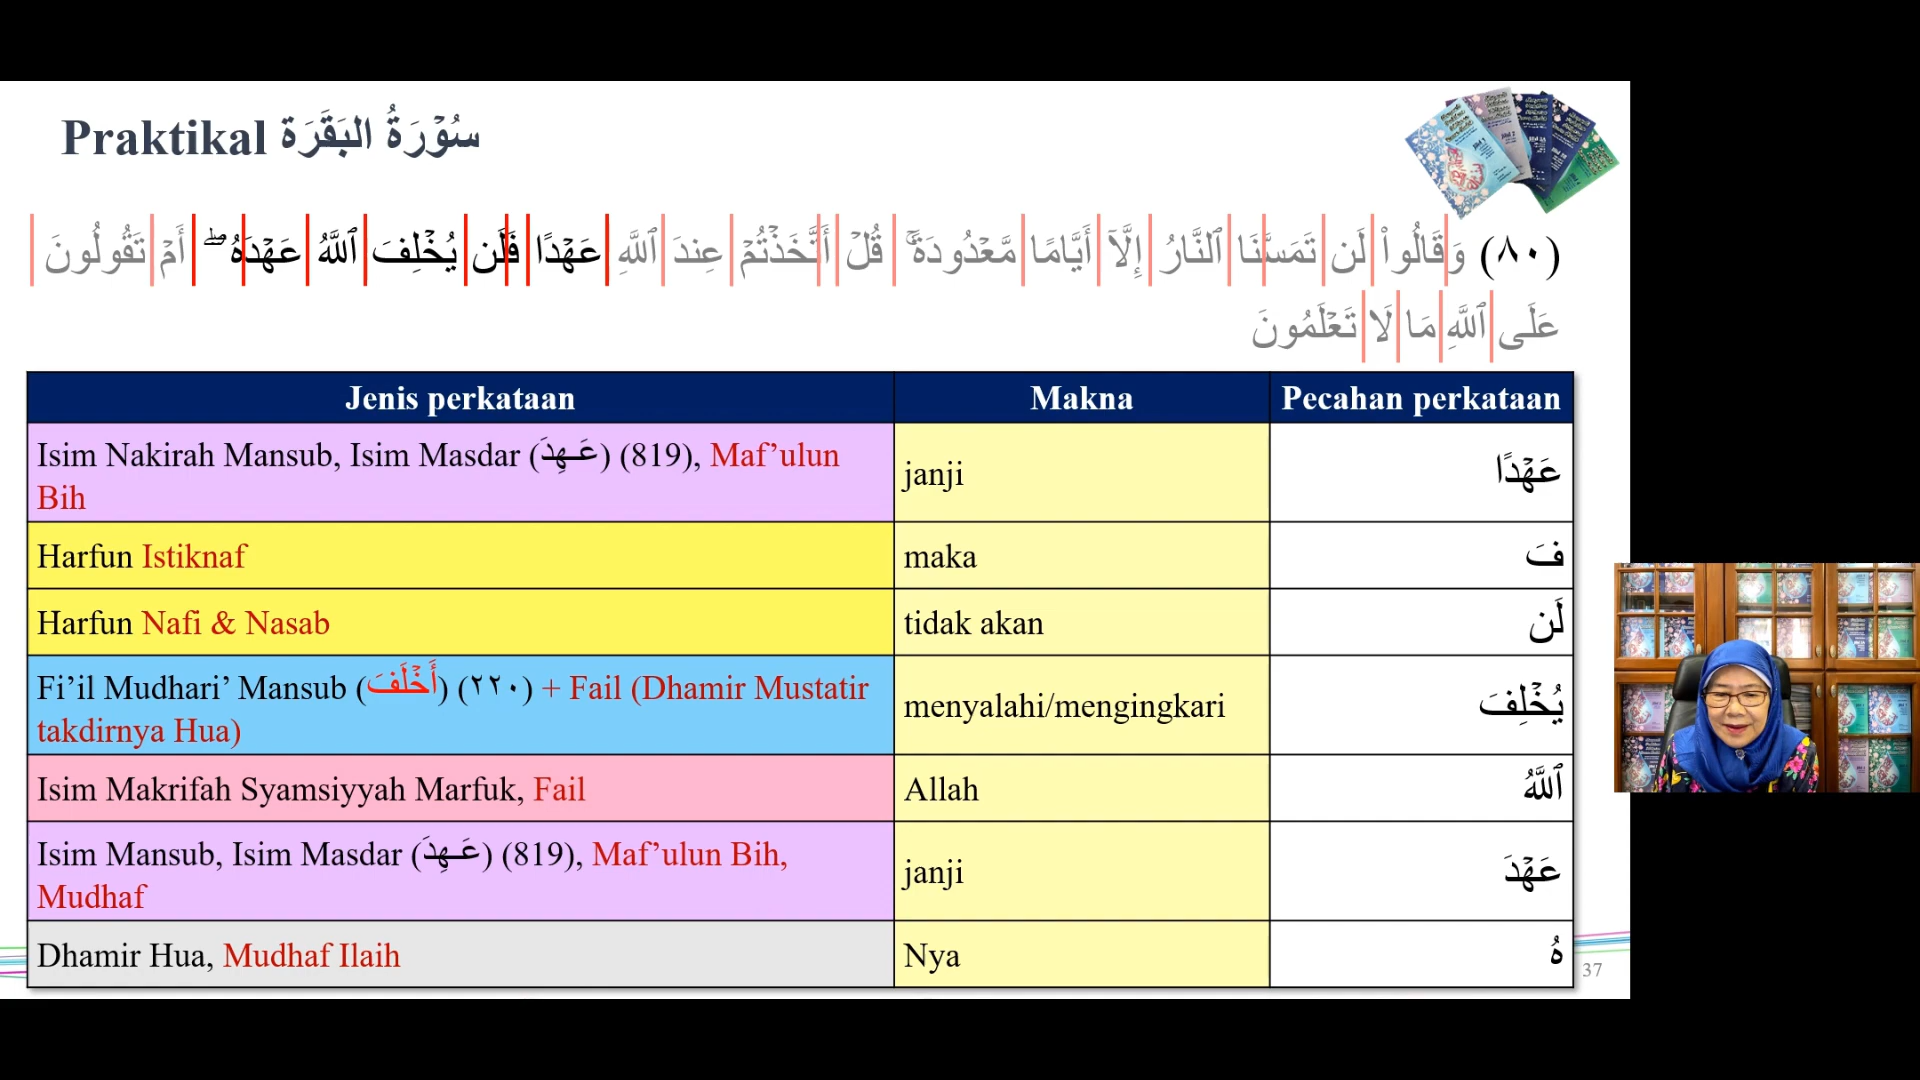 Praktikal سُوْرَةُ البَقَرَة
(٨٠) وَقَالُوا۟ لَن تَمَسَّنَا ٱلنَّارُ إِلَّآ أَيَّامًا مَّعْدُودَةً ۚ قُلْ أَتَّخَذْتُمْ عِندَ ٱللَّهِ عَهْدًا فَلَن يُخْلِفَ ٱللَّهُ عَهْدَهُۥ ۖ أَمْ تَقُولُونَ
عَلَى ٱللَّهِ مَا لَا تَعْلَمُونَ
Jenis perkataan Makna Pecahan perkataan
Isim Nakirah Mansub, Isim Masdar (عَـهِدَ) (819), Maf’ulun
Bih
janji
عَهْدًا
Harfun Istiknaf
maka
فَ
Harfun Nafi & Nasab
tidak akan
لَن
Fi’il Mudhari’ Mansub (أَخْلَفَ) (٢٢٠) + Fail (Dhamir Mustatir
takdirnya Hua)
menyalahi/mengingkari
يُخْلِفَ
Isim Makrifah Syamsiyyah Marfuk, Fail
Allah
ٱللَّهُ
Isim Mansub, Isim Masdar (عَـهِدَ) (819), Maf’ulun Bih,
Mudhaf
janji
عَهْدَ
Dhamir Hua, Mudhaf Ilaih
Nya
هُ
37